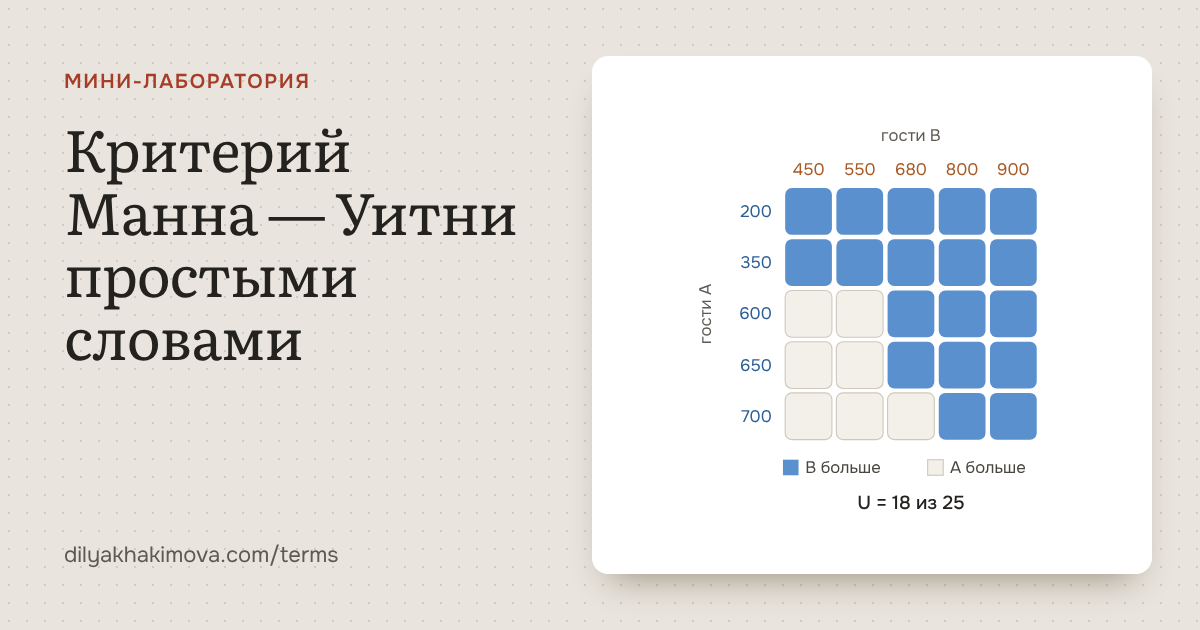 МИНИ-ЛАБОРАТОРИЯ
Критерий
Манна — Уитни
простыми
словами
dilyakhakimova.com/terms
гости B
450 550 680 800 900
гости A
200
350
600
650
700
B больше A больше
U = 18 из 25